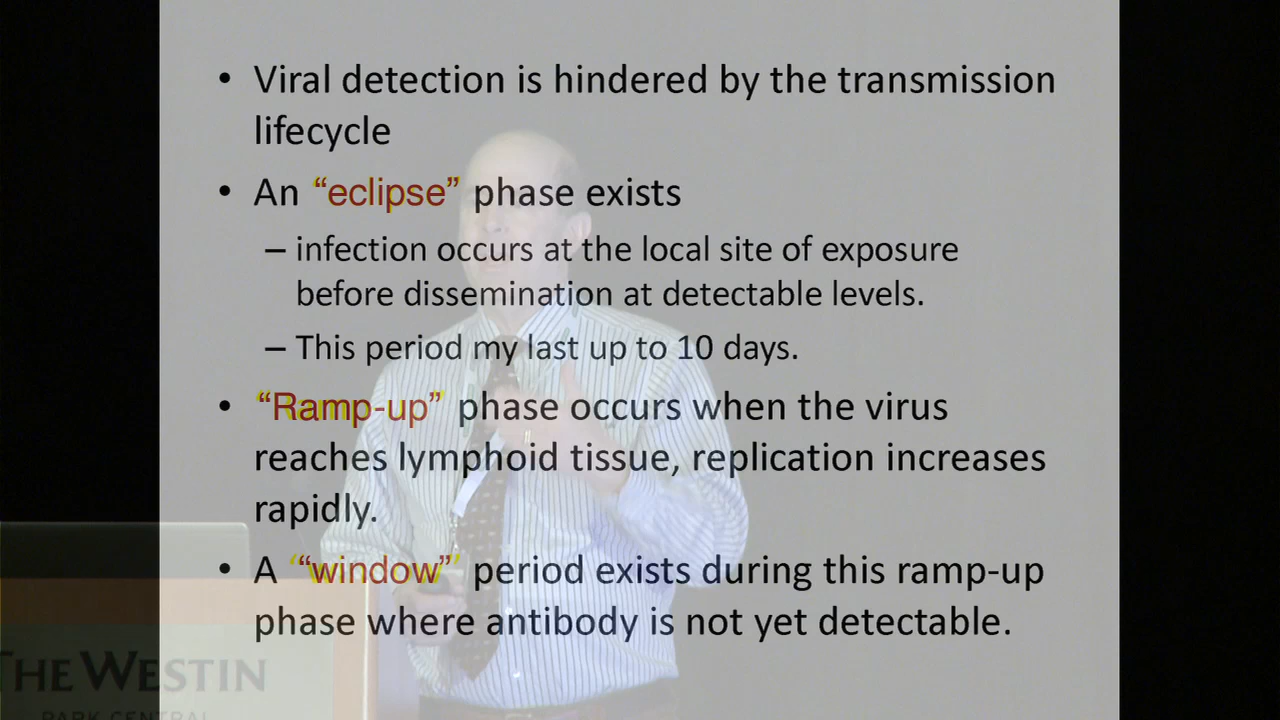 • Viral detection is hindered by the transmission
lifecycle
• An “eclipse” phase exists
– infection occurs at the local site of exposure
before dissemination at detectable levels.
– This period my last up to 10 days.
• “Ramp-up” phase occurs when the virus
reaches lymphoid tissue, replication increases
rapidly.
• A “window” period exists during this ramp-up
phase where antibody is not yet detectable.
THE WESTIN
PARK CENTRAL